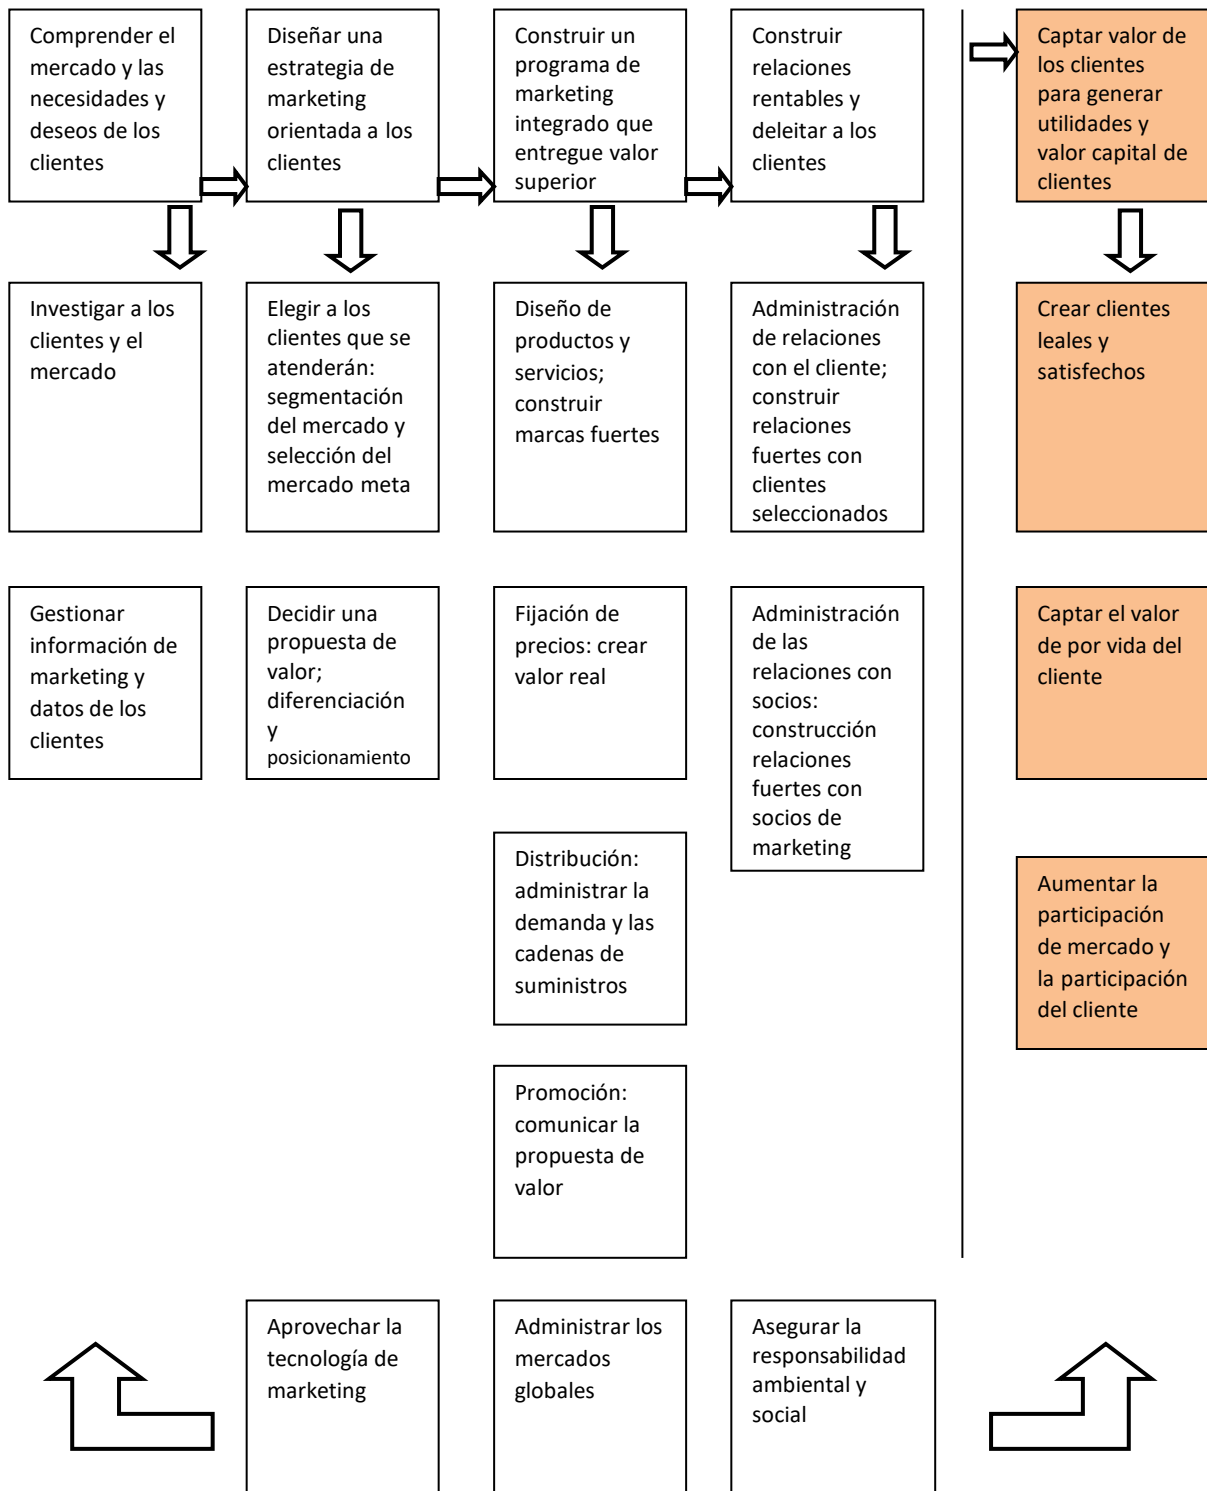 Comprender el
mercado y las
necesidades y
deseos de los
clientes
Diseñar una
estrategia de
marketing
orientada a los
clientes
Construir un
programa de
marketing
integrado que
entregue valor
superior
Construir
relaciones
rentables y
deleitar a los
clientes
Captar valor de
los clientes
para generar
utilidades y
valor capital de
clientes
Investigar a los
clientes y el
mercado
Elegir a los
clientes que se
atenderán:
segmentación
del mercado y
selección del
mercado meta
Diseño de
productos y
servicios;
construir
marcas fuertes
Administración
de relaciones
con el cliente;
construir
relaciones
fuertes con
clientes
seleccionados
Crear clientes
leales y
satisfechos
Gestionar
información de
marketing y
datos de los
clientes
Decidir una
propuesta de
valor;
diferenciación
y
posicionamiento
Fijación de
precios: crear
valor real
Administración
de las
relaciones con
socios:
construcción
relaciones
fuertes con
socios de
marketing
Captar el valor
de por vida del
cliente
Distribución:
administrar la
demanda y las
cadenas de
suministros
Aumentar la
participación
de mercado y
la participación
del cliente
Promoción:
comunicar la
propuesta de
valor
Aprovechar la
tecnología de
marketing
Administrar los
mercados
globales
Asegurar la
responsabilidad
ambiental y
social